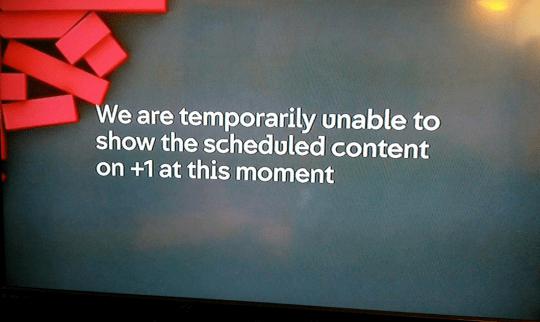 We are temporarily unable to
show the scheduled content
on +1 at this moment